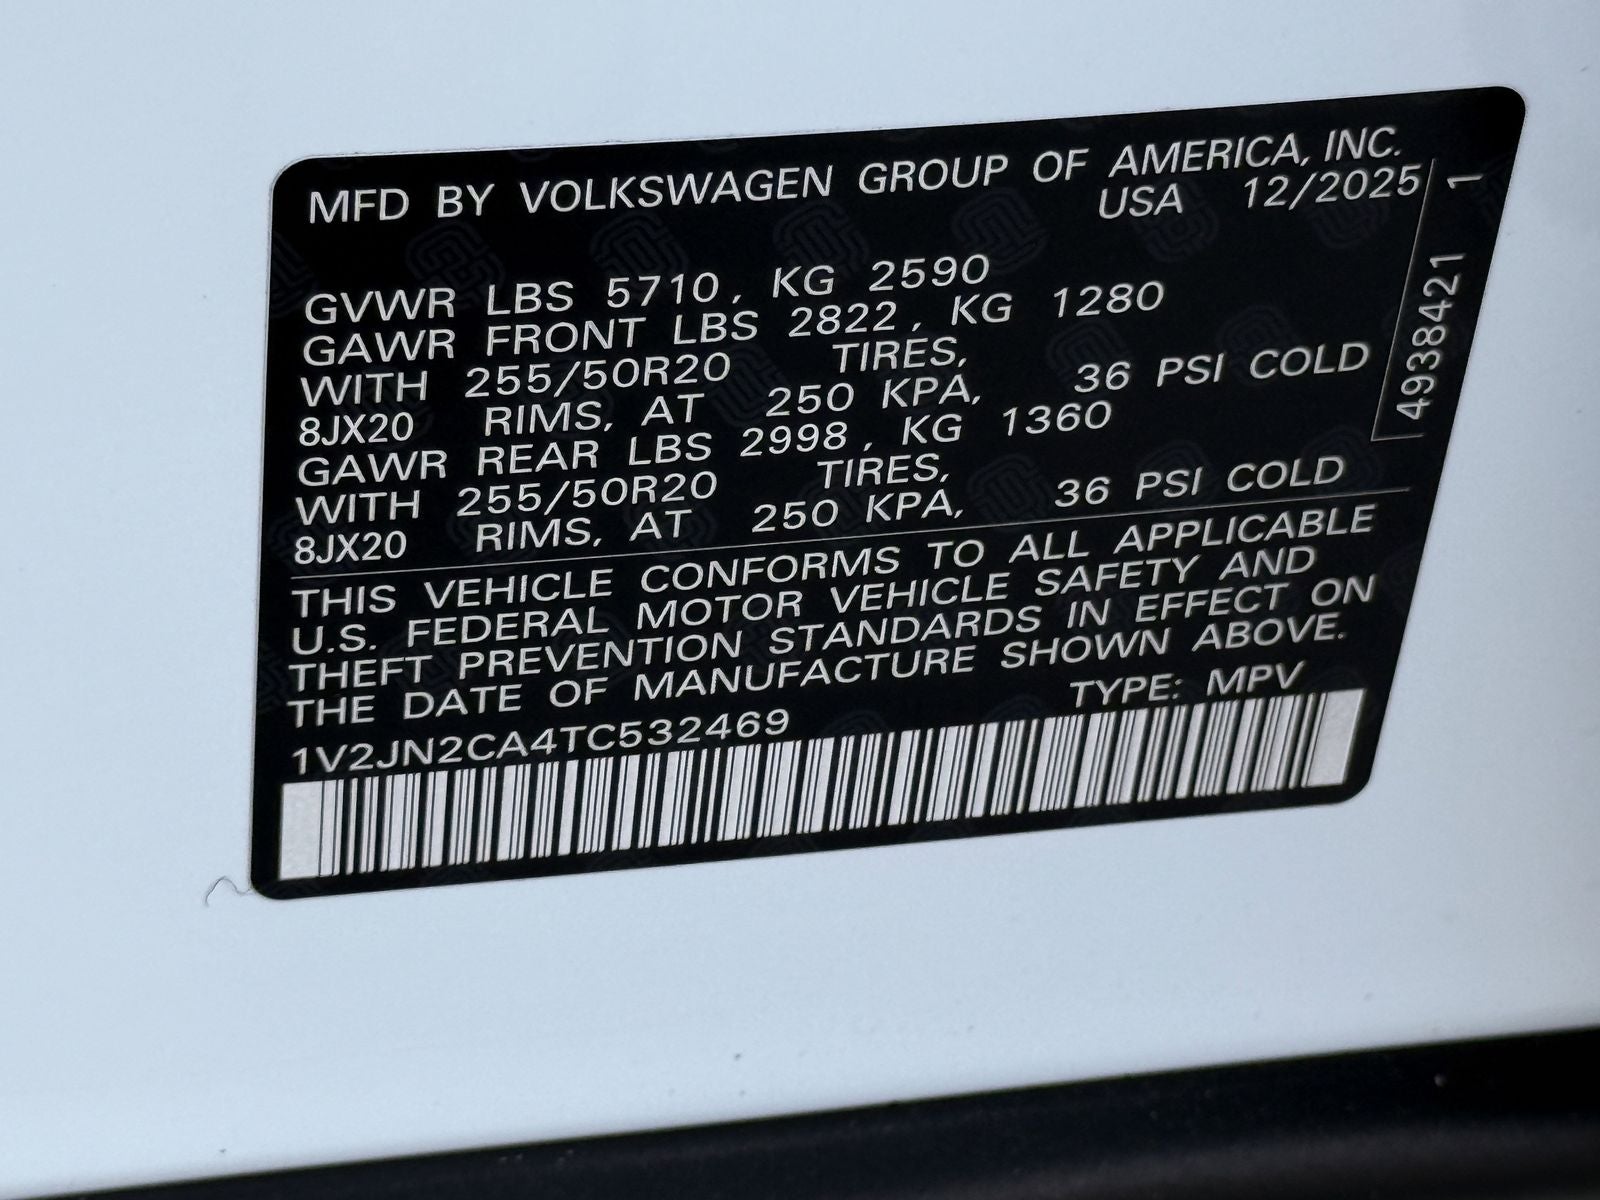 MFD BY VOLKSWAGEN GROUP OF AMERICA, INC.
USA 12/2025
GVWR LBS 5710, KG 2590
GAWR FRONT LBS 2822, KG 1280
WITH 255/50R20 TIRES,
8JX20 RIMS, AT 250 KPA, 36 PSI COLD
GAWR REAR LBS 2998, KG 1360
WITH 255/50R20 TIRES,
8JX20 RIMS, AT 250 KPA, 36 PSI COLD
THIS VEHICLE CONFORMS TO ALL APPLICABLE
U.S. FEDERAL MOTOR VEHICLE SAFETY AND
THEFT PREVENTION STANDARDS IN EFFECT ON
THE DATE OF MANUFACTURE SHOWN ABOVE.
TYPE: MPV
1V2JN2CA4TC532469
4938421 1